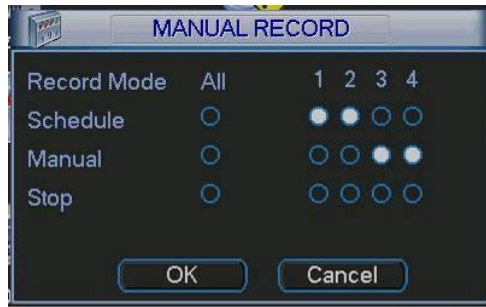 MANUAL RECORD
Record Mode All 1 2 3 4
Schedule
Manual
Stop
OK Cancel